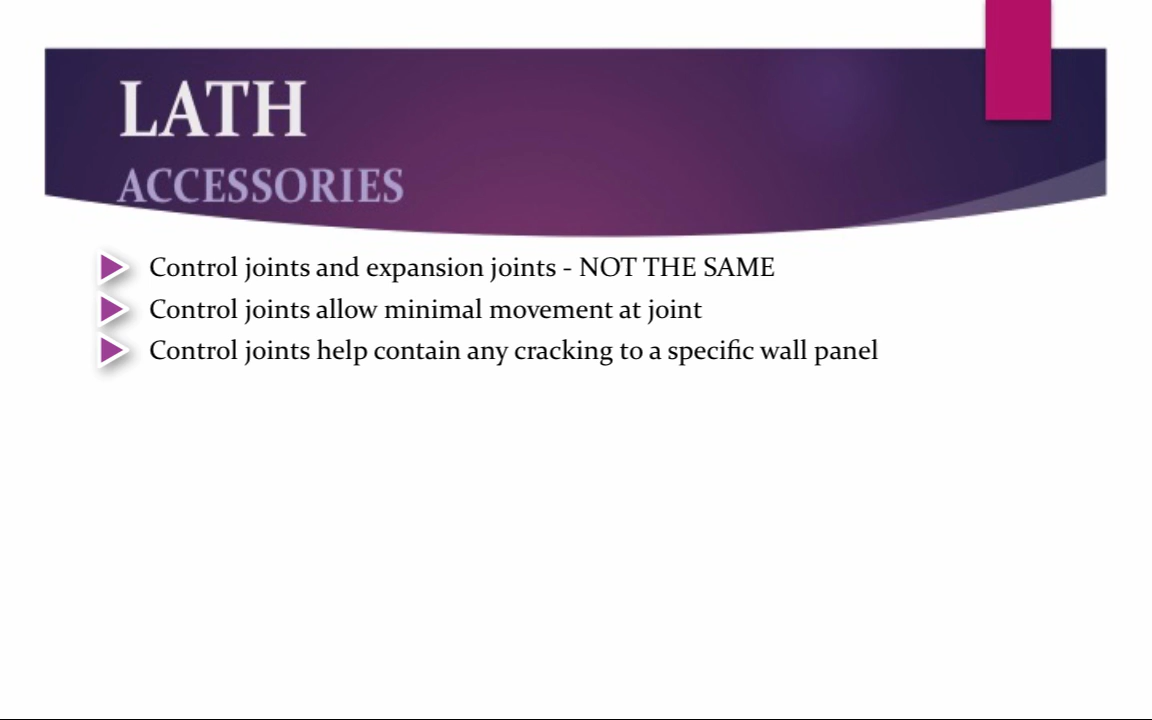 LATH
ACCESSORIES
Control joints and expansion joints - NOT THE SAME
Control joints allow minimal movement at joint
Control joints help contain any cracking to a specific wall panel